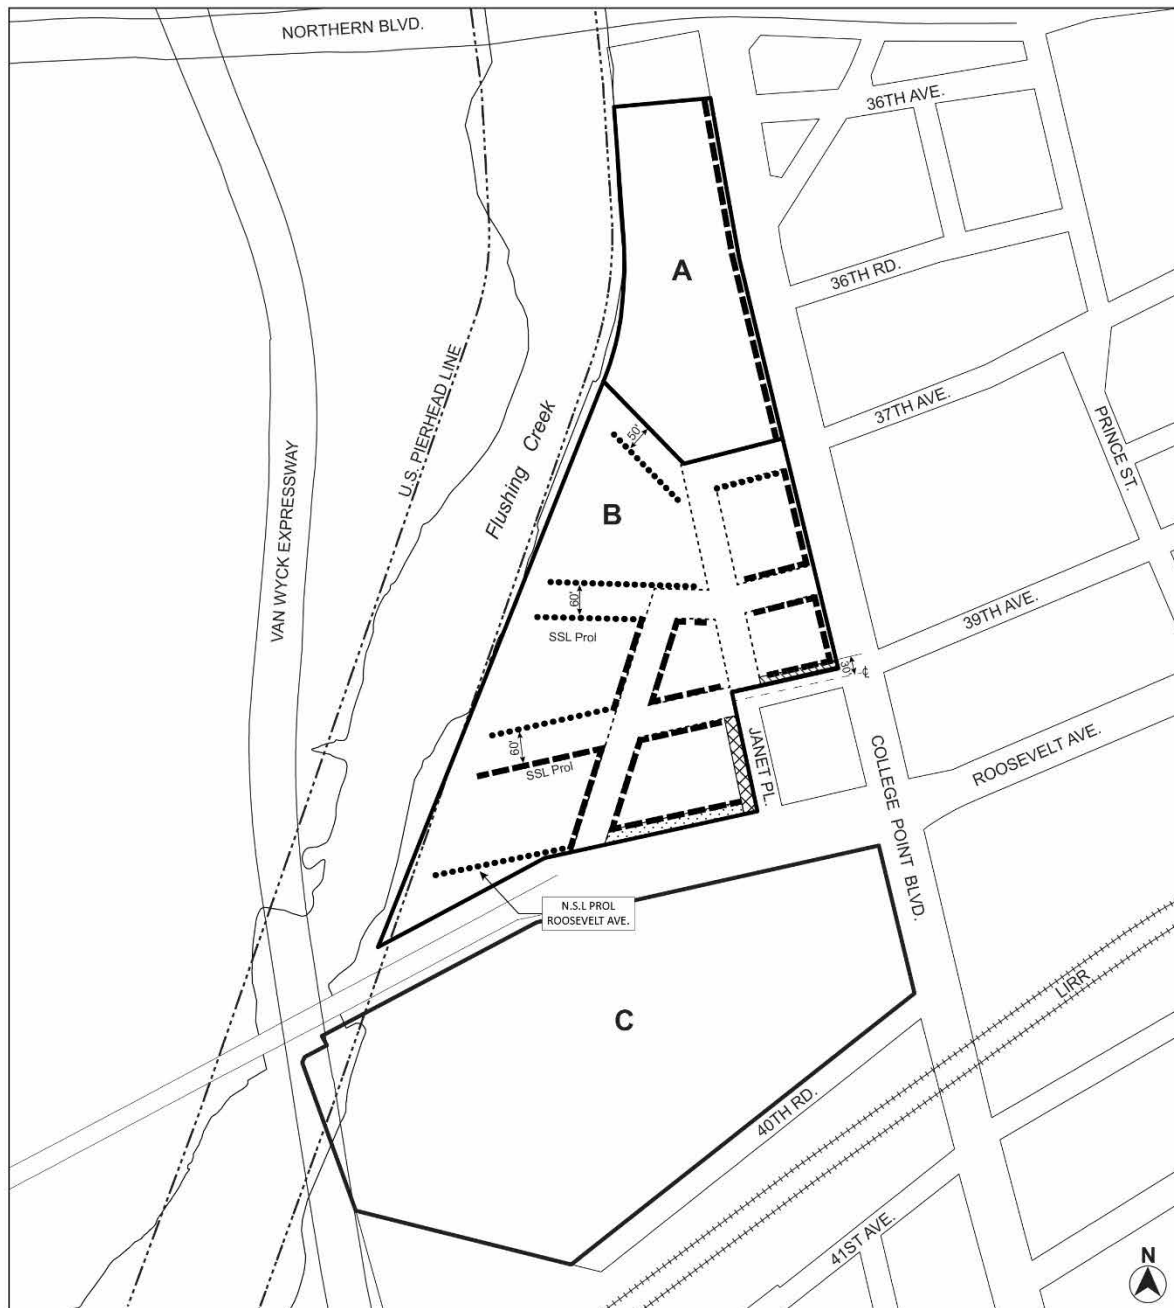 NORTHERN BLVD.
36TH AVE.
A
36TH RD.
U.S. PIERHEAD LINE
37TH AVE.
PRINCE ST.
Flushing Creek
50'
VAN WYCK EXPRESSWAY
B
60'
SSL Prol
39TH AVE.
30'
℄
60'
SSL Prol
JANET PL.
COLLEGE POINT BLVD.
ROOSEVELT AVE.
N.S.L PROL
ROOSEVELT AVE.
LIRR
C
40TH RD.
41ST AVE.
N